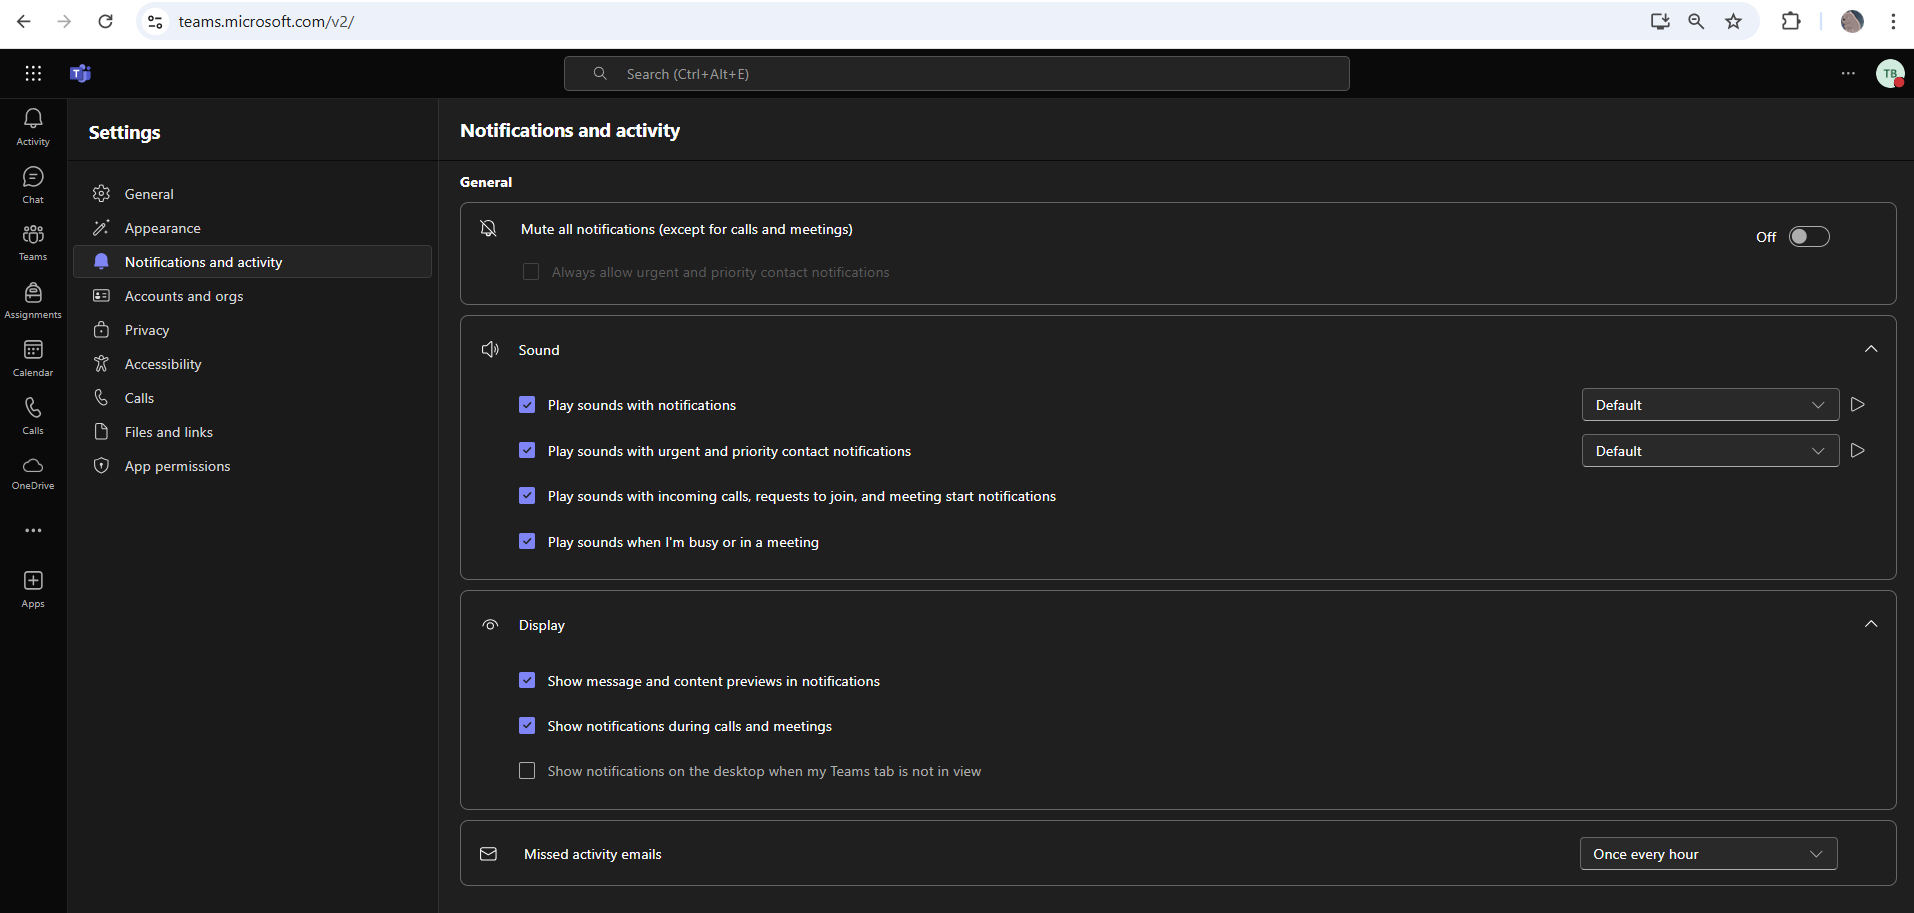 teams.microsoft.com/v2/
Search (Ctrl+Alt+E)
TB
Activity
Chat
Teams
Assignments
Calendar
Calls
OneDrive
Apps
Settings
General
Appearance
Notifications and activity
Accounts and orgs
Privacy
Accessibility
Calls
Files and links
App permissions
Notifications and activity
General
Mute all notifications (except for calls and meetings)
Off
Always allow urgent and priority contact notifications
Sound
Play sounds with notifications
Default
Play sounds with urgent and priority contact notifications
Default
Play sounds with incoming calls, requests to join, and meeting start notifications
Play sounds when I'm busy or in a meeting
Display
Show message and content previews in notifications
Show notifications during calls and meetings
Show notifications on the desktop when my Teams tab is not in view
Missed activity emails
Once every hour